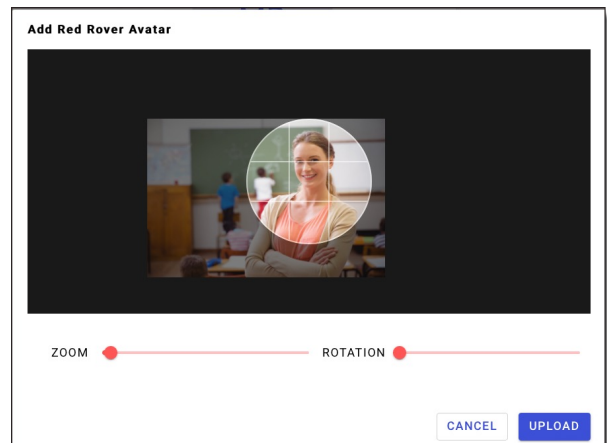 Add Red Rover Avatar
ZOOM
ROTATION
CANCEL
UPLOAD